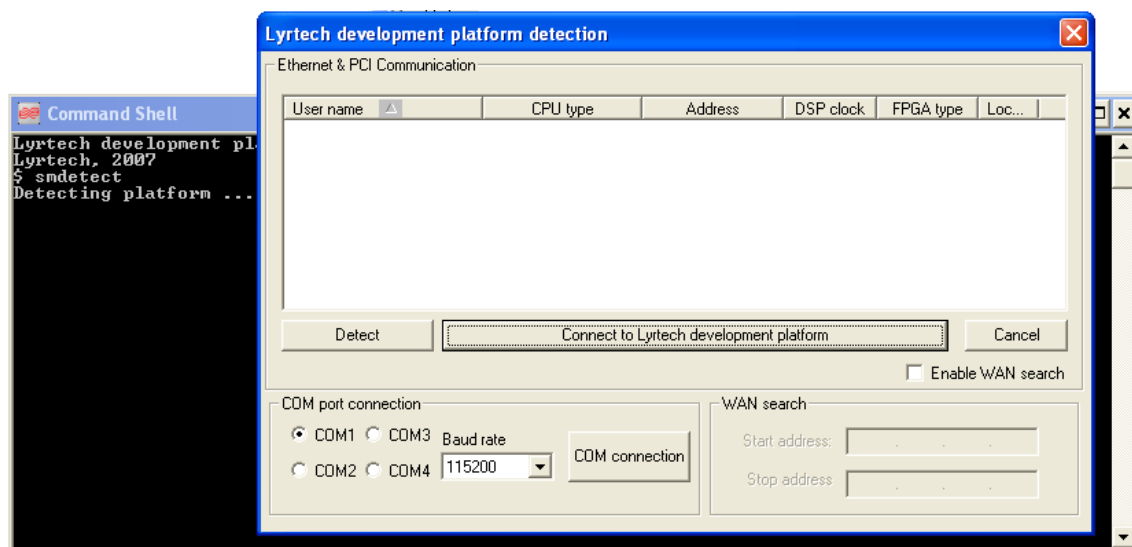 Lyrtech development platform detection
Ethernet & PCI Communication
User name CPU type Address DSP clock FPGA type Loc...
Command Shell
Lyrtech development pl
Lyrtech, 2007
$ smdetect
Detecting platform ...
Detect Connect to Lyrtech development platform Cancel
Enable WAN search
COM port connection
COM1 COM3 Baud rate
COM2 COM4 115200 COM connection
WAN search
Start address: . . .
Stop address . . .